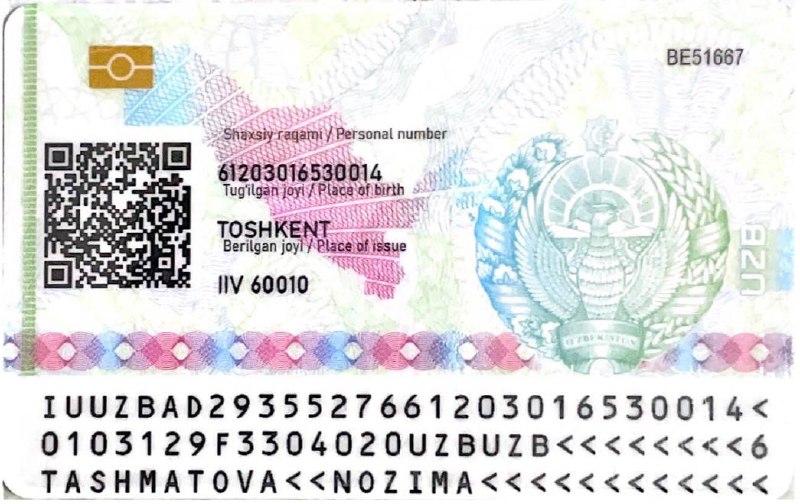 BE51667
Shaxsiy raqami / Personal number
61203016530014
Tug'ilgan joyi / Place of birth
TOSHKENT
Berilgan joyi / Place of issue
IIV 60010
UZB
O'ZBEKISTON
IUUZBAD2935527661203016530014<
0103129F3304020UZBUZB<<<<<<<<6
TASHMATOVA<<NOZIMA<<<<<<<<<<<<